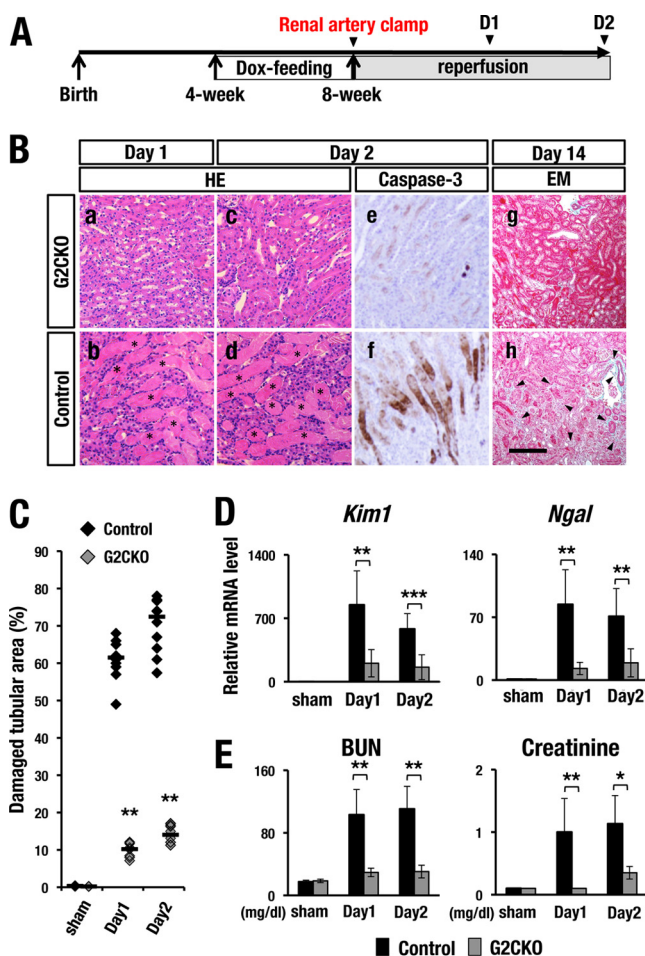 A
Renal artery clamp
D1
D2
Dox-feeding
reperfusion
Birth
4-week
8-week
B
Day 1
Day 2
Day 14
HE
Caspase-3
EM
G2CKO
a
c
e
g
Control
b
d
f
h
* * * * * * * * *
* * * * * * * * *
C
Control
G2CKO
Damaged tubular area (%)
90
80
70
60
50
40
30
20
10
0
**
**
sham
Day1
Day2
D
Kim1
Relative mRNA level
1400
700
0
**
***
sham
Day1
Day2
Ngal
140
70
0
**
**
sham
Day1
Day2
E
BUN
160
80
0
**
**
(mg/dl)
sham
Day1
Day2
Creatinine
2
1
0
**
*
(mg/dl)
sham
Day1
Day2
Control
G2CKO